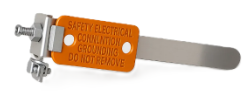 SAFETY ELECTRICAL
CONNECTION
GROUNDING
DO NOT REMOVE